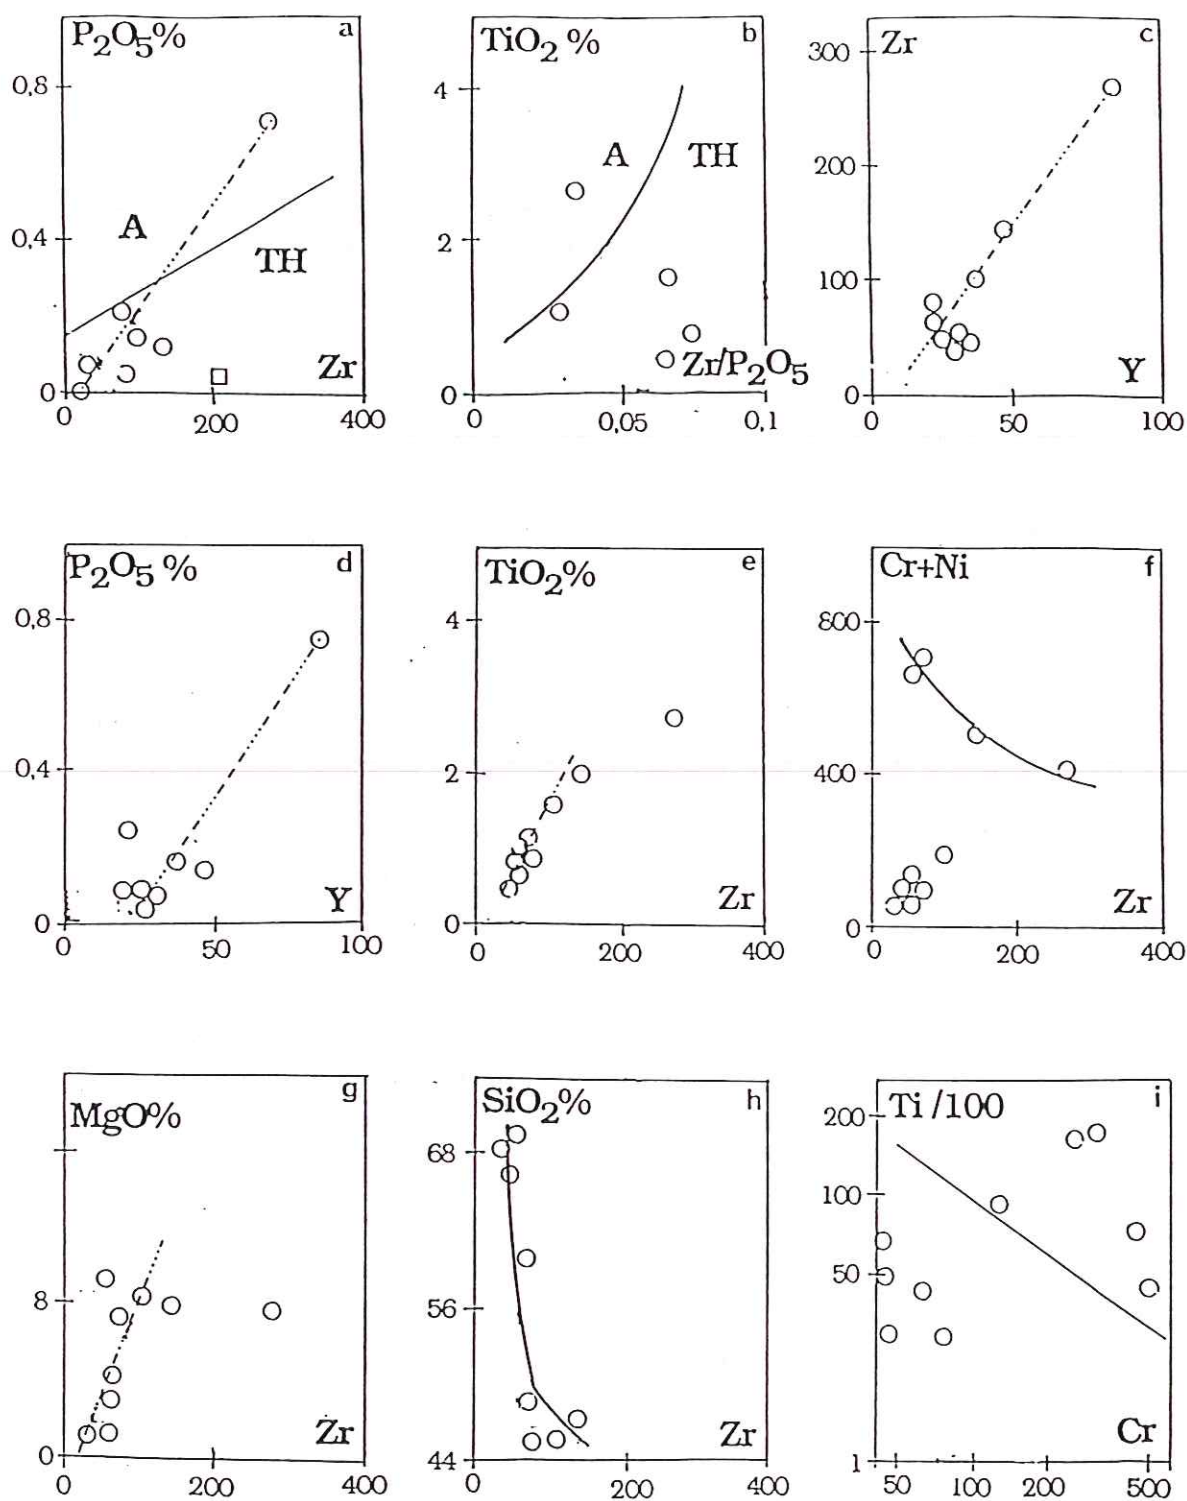 P₂O₅% a
0,8
A
0,4
TH
Zr
0
0 200 400
TiO₂ % b
4
A TH
2
Zr/P₂O₅
0
0 0,05 0,1
Zr c
300
200
100
Y
0
0 50 100
P₂O₅ % d
0,8
0,4
Y
0
0 50 100
TiO₂% e
4
2
Zr
0
0 200 400
Cr+Ni f
800
400
Zr
0
0 200 400
MgO% g
8
Zr
0
0 200 400
SiO₂% h
68
56
Zr
44
0 200 400
Ti /100 i
200
100
50
Cr
1
50 100 200 500